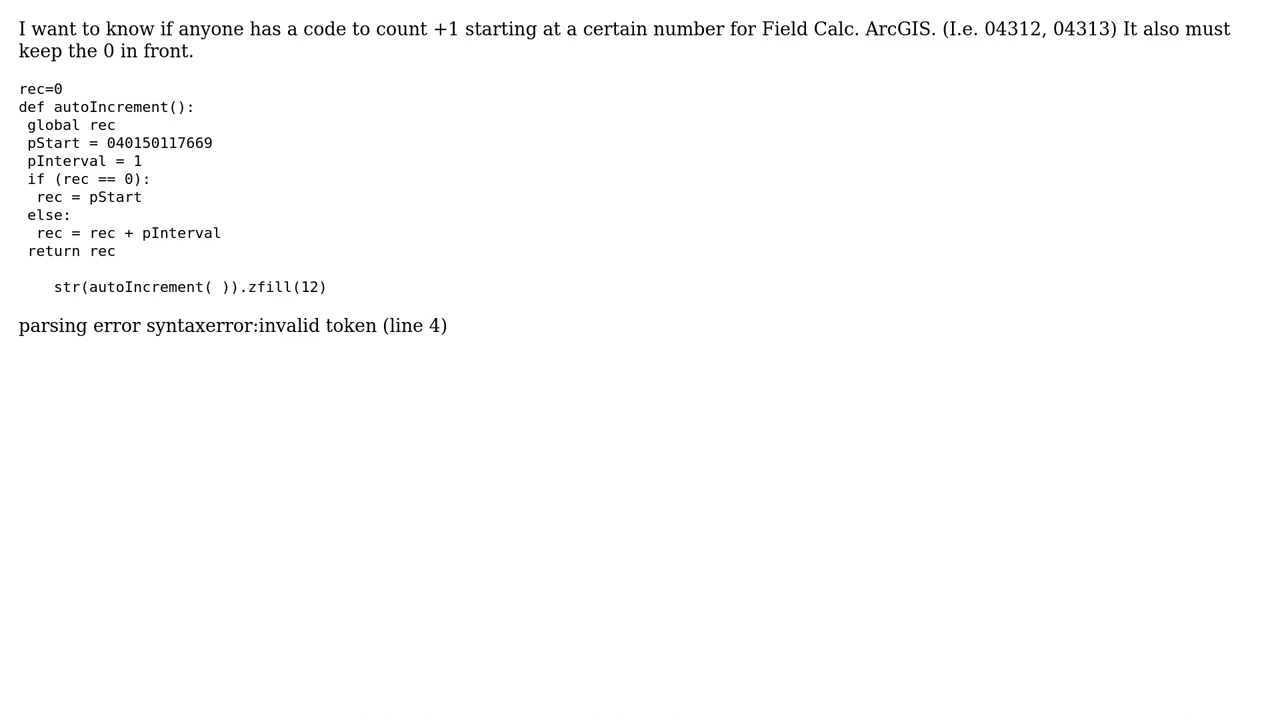 I want to know if anyone has a code to count +1 starting at a certain number for Field Calc. ArcGIS. (I.e. 04312, 04313) It also must
keep the 0 in front.
rec=0
def autoIncrement():
 global rec
 pStart = 040150117669
 pInterval = 1
 if (rec == 0):
  rec = pStart
 else:
  rec = rec + pInterval
 return rec
    str(autoIncrement( )).zfill(12)
parsing error syntaxerror:invalid token (line 4)